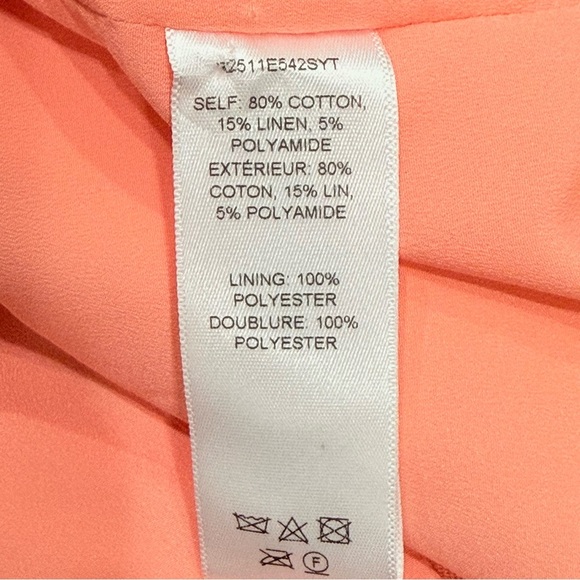 2511E542SYT
SELF: 80% COTTON,
15% LINEN, 5%
POLYAMIDE
EXTÉRIEUR: 80%
COTON, 15% LIN,
5% POLYAMIDE
LINING: 100%
POLYESTER
DOUBLURE: 100%
POLYESTER
F